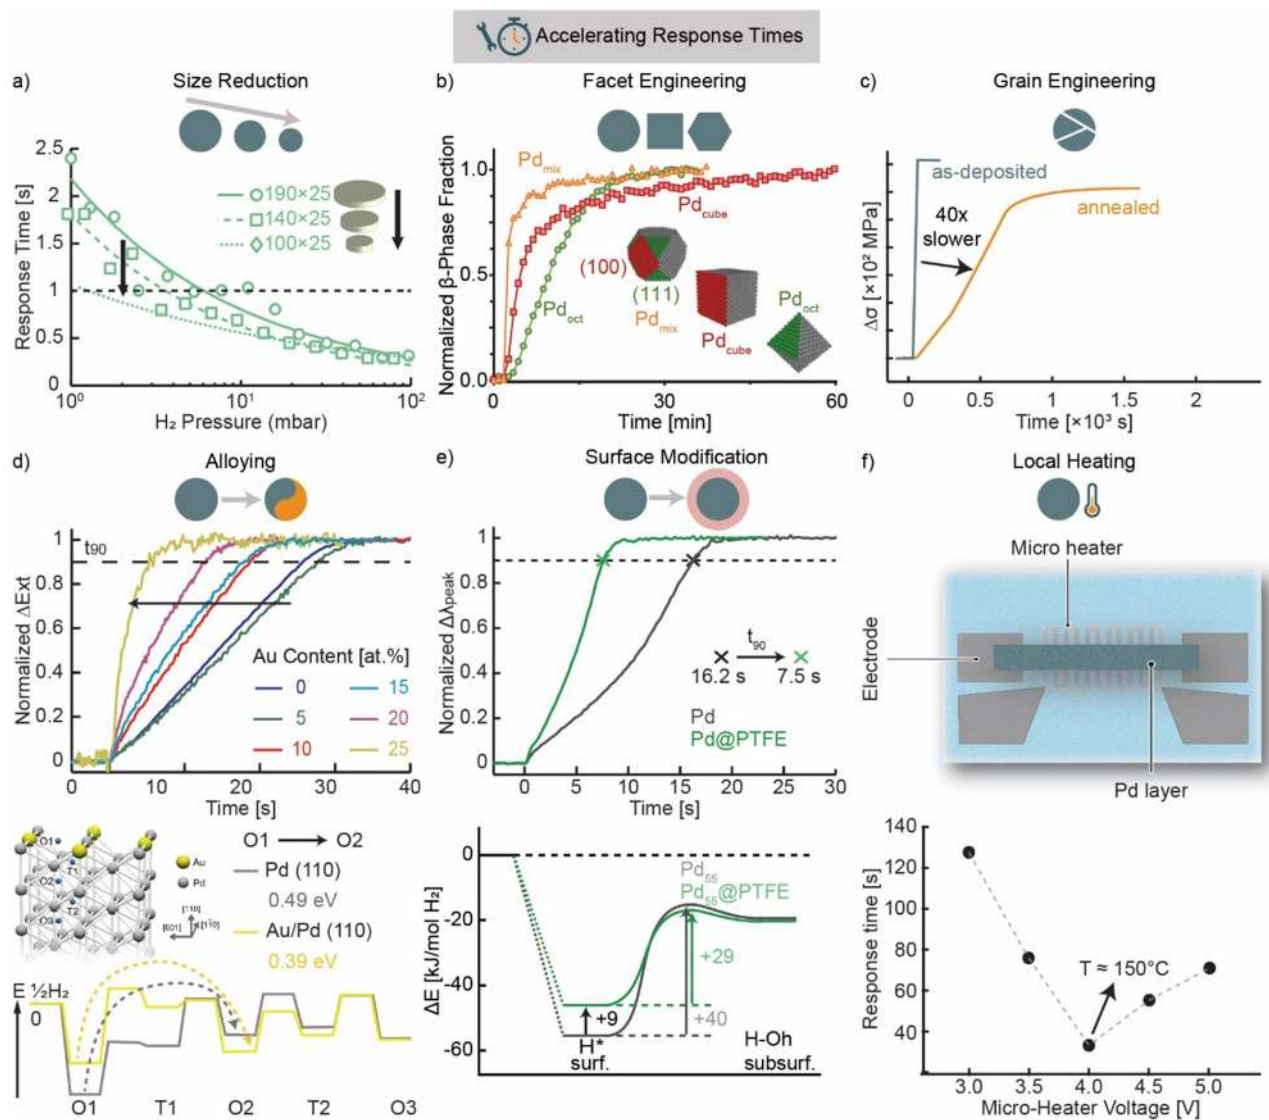 Accelerating Response Times
a) Size Reduction
Response Time [s]
2.5
2
1.5
1
0.5
0
190×25
140×25
100×25
10⁰ 10¹ 10²
H₂ Pressure (mbar)
b) Facet Engineering
Normalized β-Phase Fraction
1.0
0.5
0.0
Pd_mix
Pd_cube
(100)
(111)
Pd_oct
Pd_oct
Pd_mix
Pd_cube
0 30 60
Time [min]
c) Grain Engineering
Δσ [×10² MPa]
as-deposited
40x
slower
annealed
0 0.5 1 2
Time [×10³ s]
d) Alloying
Normalized ΔExt
1
0.8
0.6
0.4
0.2
0
t₉₀
Au Content [at.%]
0 15
5 20
10 25
0 10 20 30 40
Time [s]
O1
T1
O2
T2
O3
Au
Pd
[110]
[001]
[1-10]
O1 O2
Pd (110)
0.49 eV
Au/Pd (110)
0.39 eV
E ½H₂
0
O1 T1 O2 T2 O3
e) Surface Modification
Normalized Δλpeak
1
0.8
0.6
0.4
0.2
0
t₉₀
16.2 s 7.5 s
Pd
Pd@PTFE
0 5 10 15 20 25 30
Time [s]
ΔE [kJ/mol H₂]
0
-20
-40
-60
Pd₅₅
Pd₅₅@PTFE
+29
+9
+40
H*
surf.
H-Oh
subsurf.
f) Local Heating
Micro heater
Electrode
Pd layer
Response time [s]
140
120
100
80
60
40
T ≈ 150°C
3.0 3.5 4.0 4.5 5.0
Micro-Heater Voltage [V]